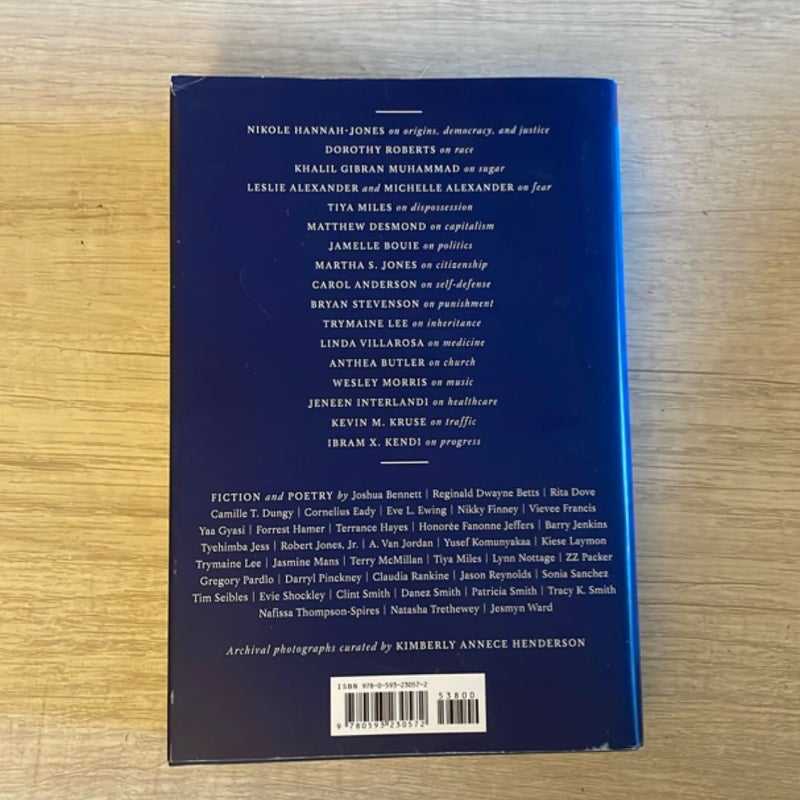 NIKOLE HANNAH-JONES on origins, democracy, and justice
DOROTHY ROBERTS on race
KHALIL GIBRAN MUHAMMAD on sugar
LESLIE ALEXANDER and MICHELLE ALEXANDER on fear
TIYA MILES on dispossession
MATTHEW DESMOND on capitalism
JAMELLE BOUIE on politics
MARTHA S. JONES on citizenship
CAROL ANDERSON on self-defense
BRYAN STEVENSON on punishment
TRYMAINE LEE on inheritance
LINDA VILLAROSA on medicine
ANTHEA BUTLER on church
WESLEY MORRIS on music
JENEEN INTERLANDI on healthcare
KEVIN M. KRUSE on traffic
IBRAM X. KENDI on progress
FICTION and POETRY by Joshua Bennett | Reginald Dwayne Betts | Rita Dove
Camille T. Dungy | Cornelius Eady | Eve L. Ewing | Nikky Finney | Vievee Francis
Yaa Gyasi | Forrest Hamer | Terrance Hayes | Honorée Fanonne Jeffers | Barry Jenkins
Tyehimba Jess | Robert Jones, Jr. | A. Van Jordan | Yusef Komunyakaa | Kiese Laymon
Trymaine Lee | Jasmine Mans | Terry McMillan | Tiya Miles | Lynn Nottage | ZZ Packer
Gregory Pardlo | Darryl Pinckney | Claudia Rankine | Jason Reynolds | Sonia Sanchez
Tim Seibles | Evie Shockley | Clint Smith | Danez Smith | Patricia Smith | Tracy K. Smith
Nafissa Thompson-Spires | Natasha Trethewey | Jesmyn Ward
Archival photographs curated by KIMBERLY ANNECE HENDERSON
ISBN 978-0-593-23057-2
53800
9 780593 230572